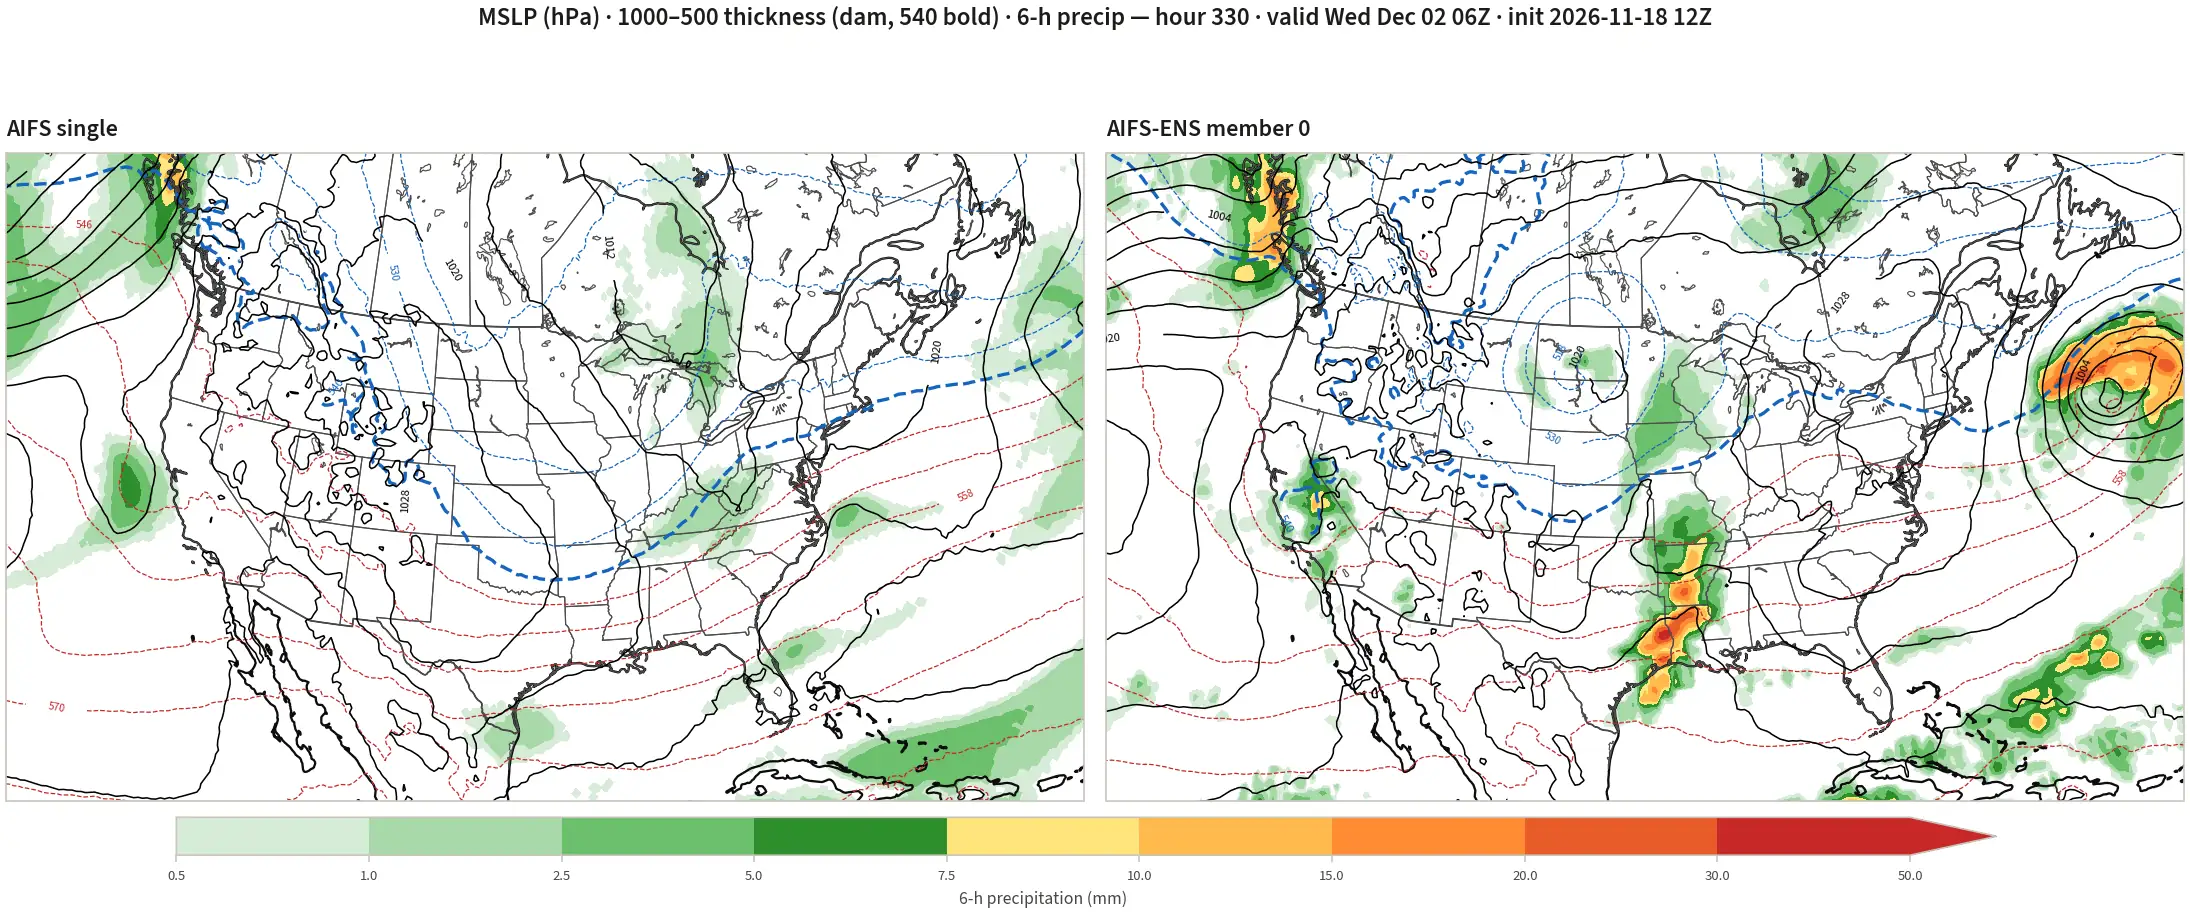 MSLP (hPa) · 1000–500 thickness (dam, 540 bold) · 6-h precip — hour 330 · valid Wed Dec 02 06Z · init 2026-11-18 12Z
AIFS single
AIFS-ENS member 0
546
530
1020
1012
1020
1028
558
570
1004
1020
530
1028
1004
558
0.5 1.0 2.5 5.0 7.5 10.0 15.0 20.0 30.0 50.0
6-h precipitation (mm)